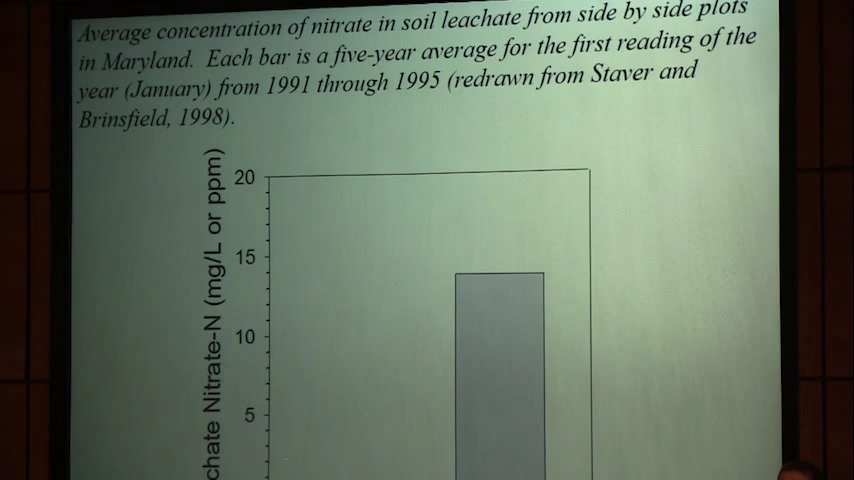 Average concentration of nitrate in soil leachate from side by side plots
in Maryland. Each bar is a five-year average for the first reading of the
year (January) from 1991 through 1995 (redrawn from Staver and
Brinsfield, 1998).
chate Nitrate-N (mg/L or ppm)
20
15
10
5